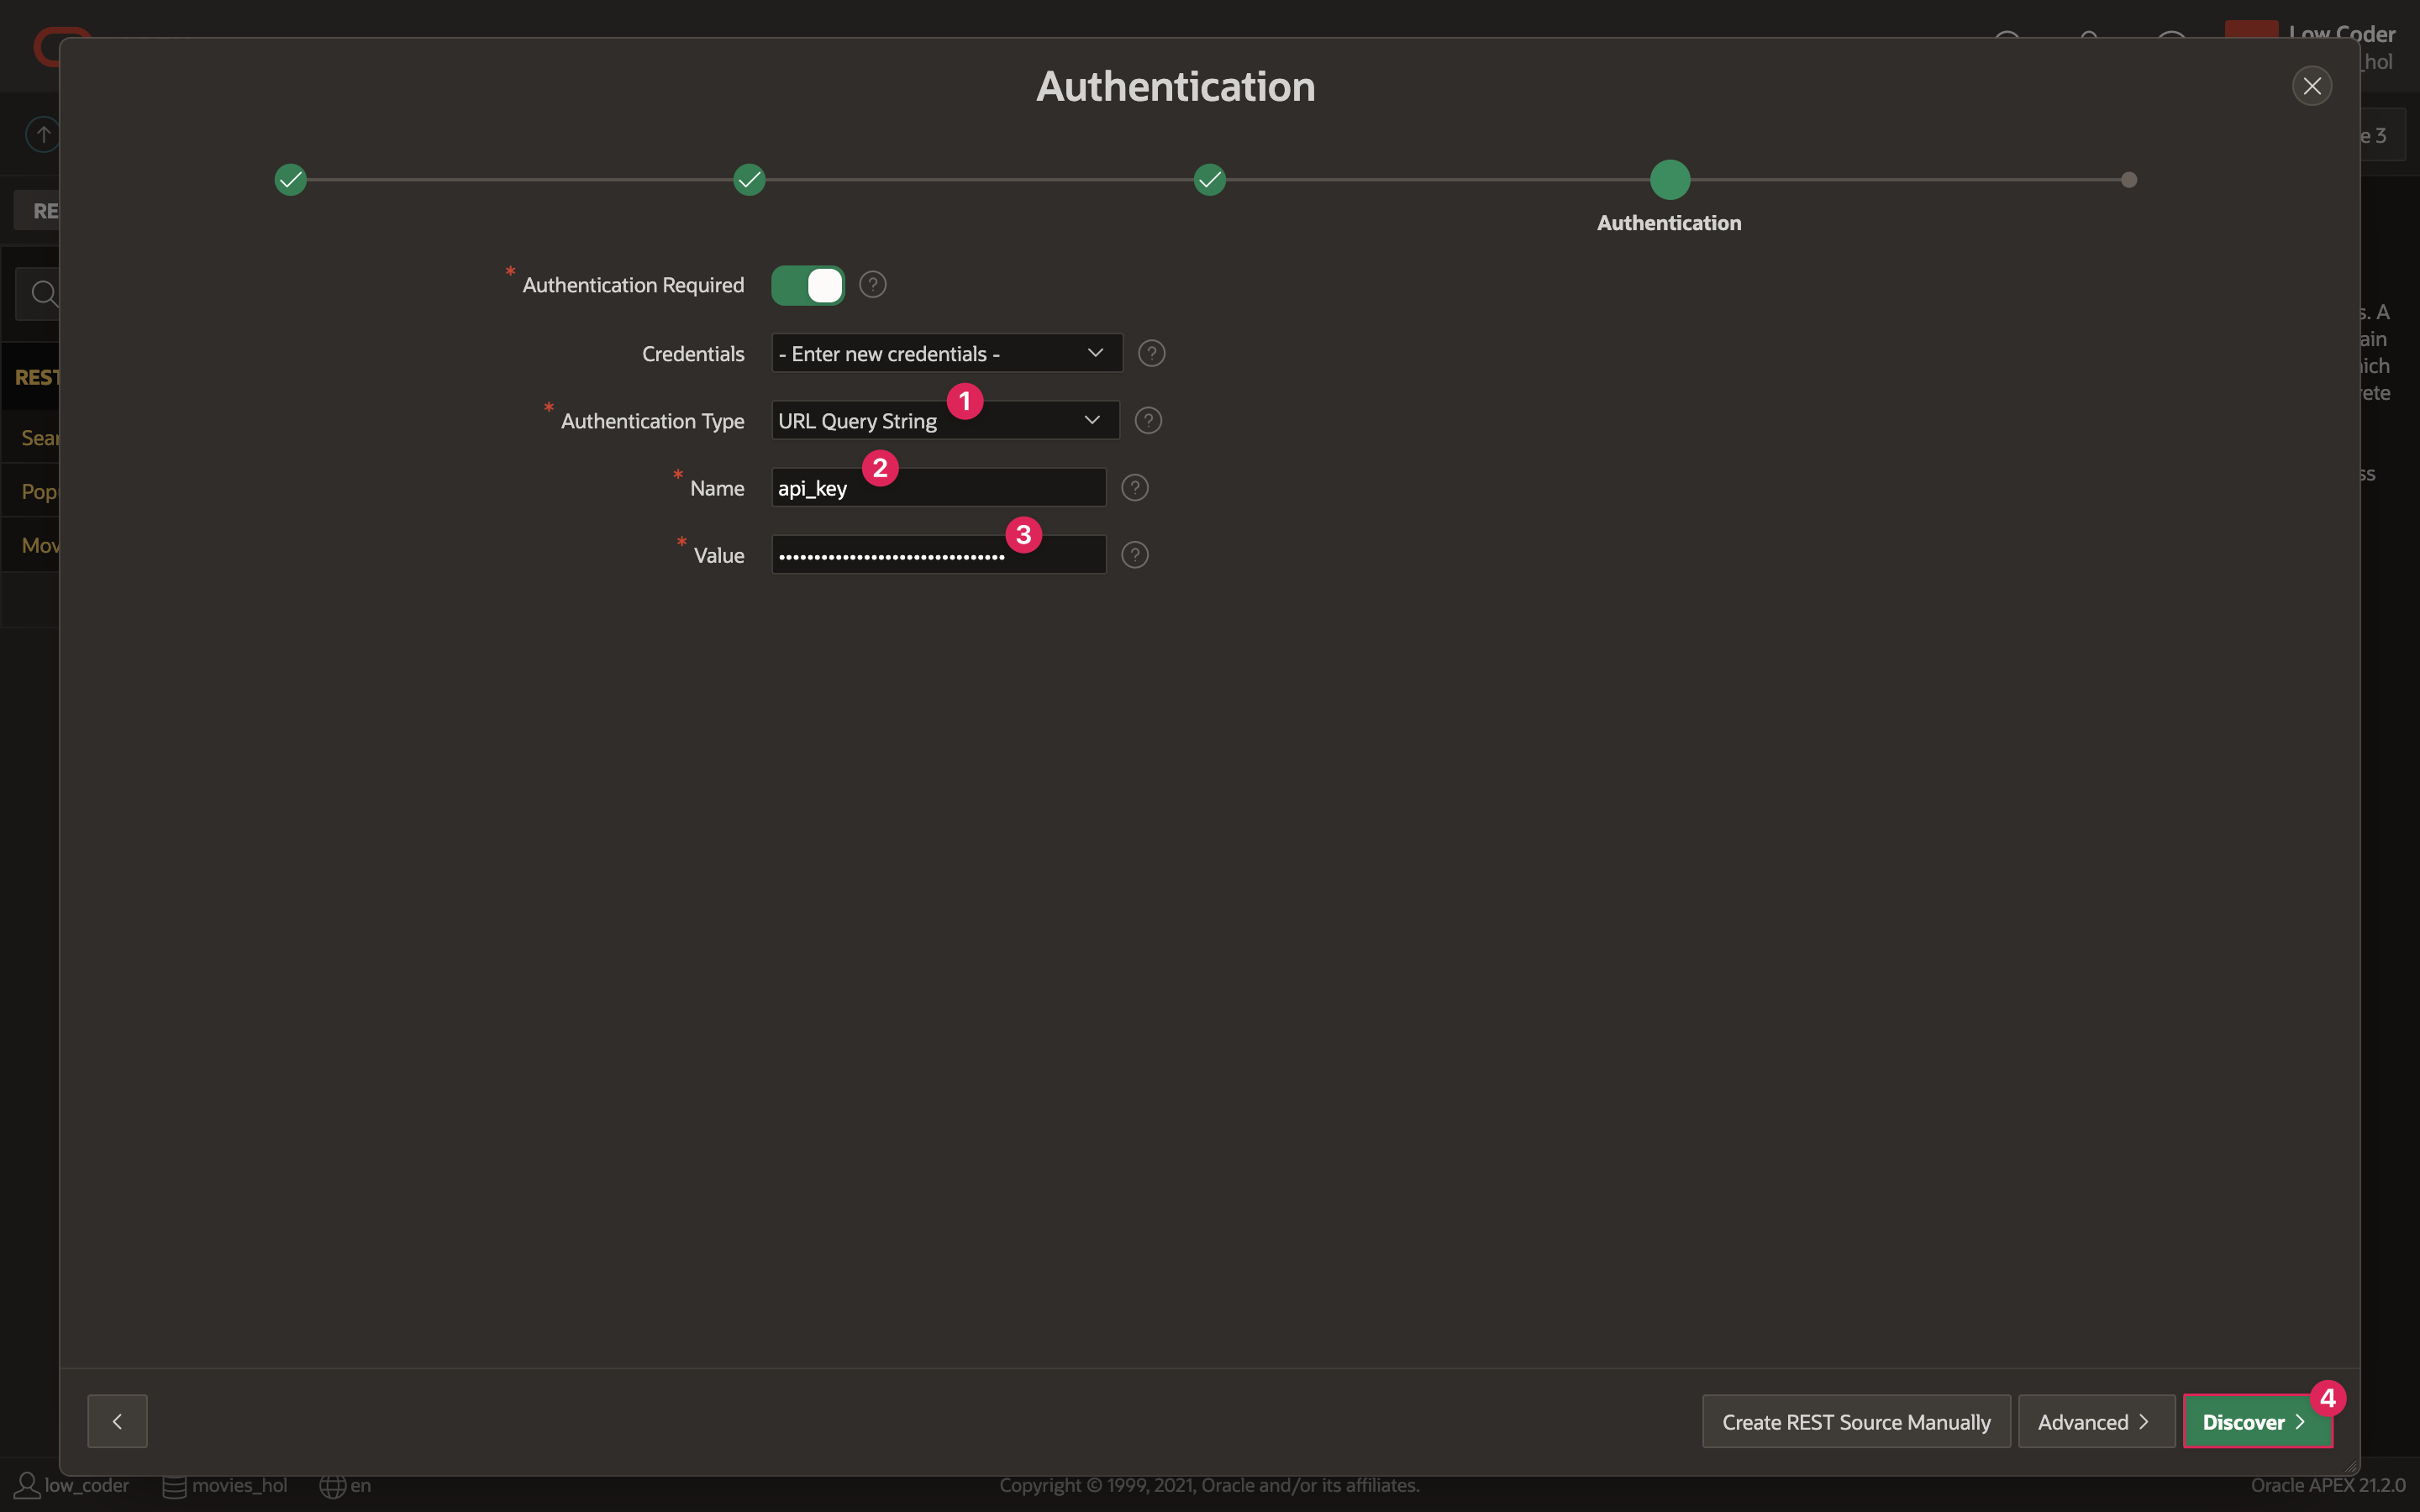 Low Coder
_hol
Authentication
e 3
RE
Authentication
* Authentication Required
?
s. A
Credentials
- Enter new credentials -
?
ain
ich
REST
rete
1
* Authentication Type
URL Query String
?
Sear
2
* Name
api_key
?
ss
Pop
3
* Value
?
Mov
Create REST Source Manually
Advanced
Discover
4
low_coder
movies_hol
en
Copyright © 1999, 2021, Oracle and/or its affiliates.
Oracle APEX 21.2.0